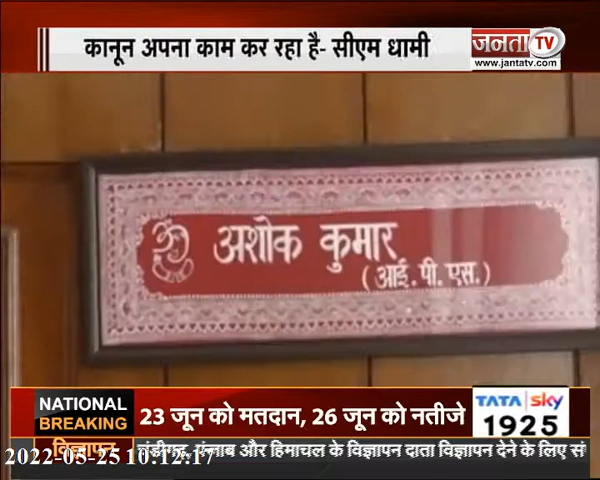 कानून अपना काम कर रहा है- सीएम धामी
जनता TV
www.jantatv.com
अशोक कुमार
(आई.पी.एस.)
NATIONAL
BREAKING
23 जून को मतदान, 26 जून को नतीजे
TATA sky
1925
विज्ञापन
चंडीगढ़, पंजाब और हिमाचल के विज्ञापन दाता विज्ञापन देने के लिए सं
2022-05-25 10:12:17